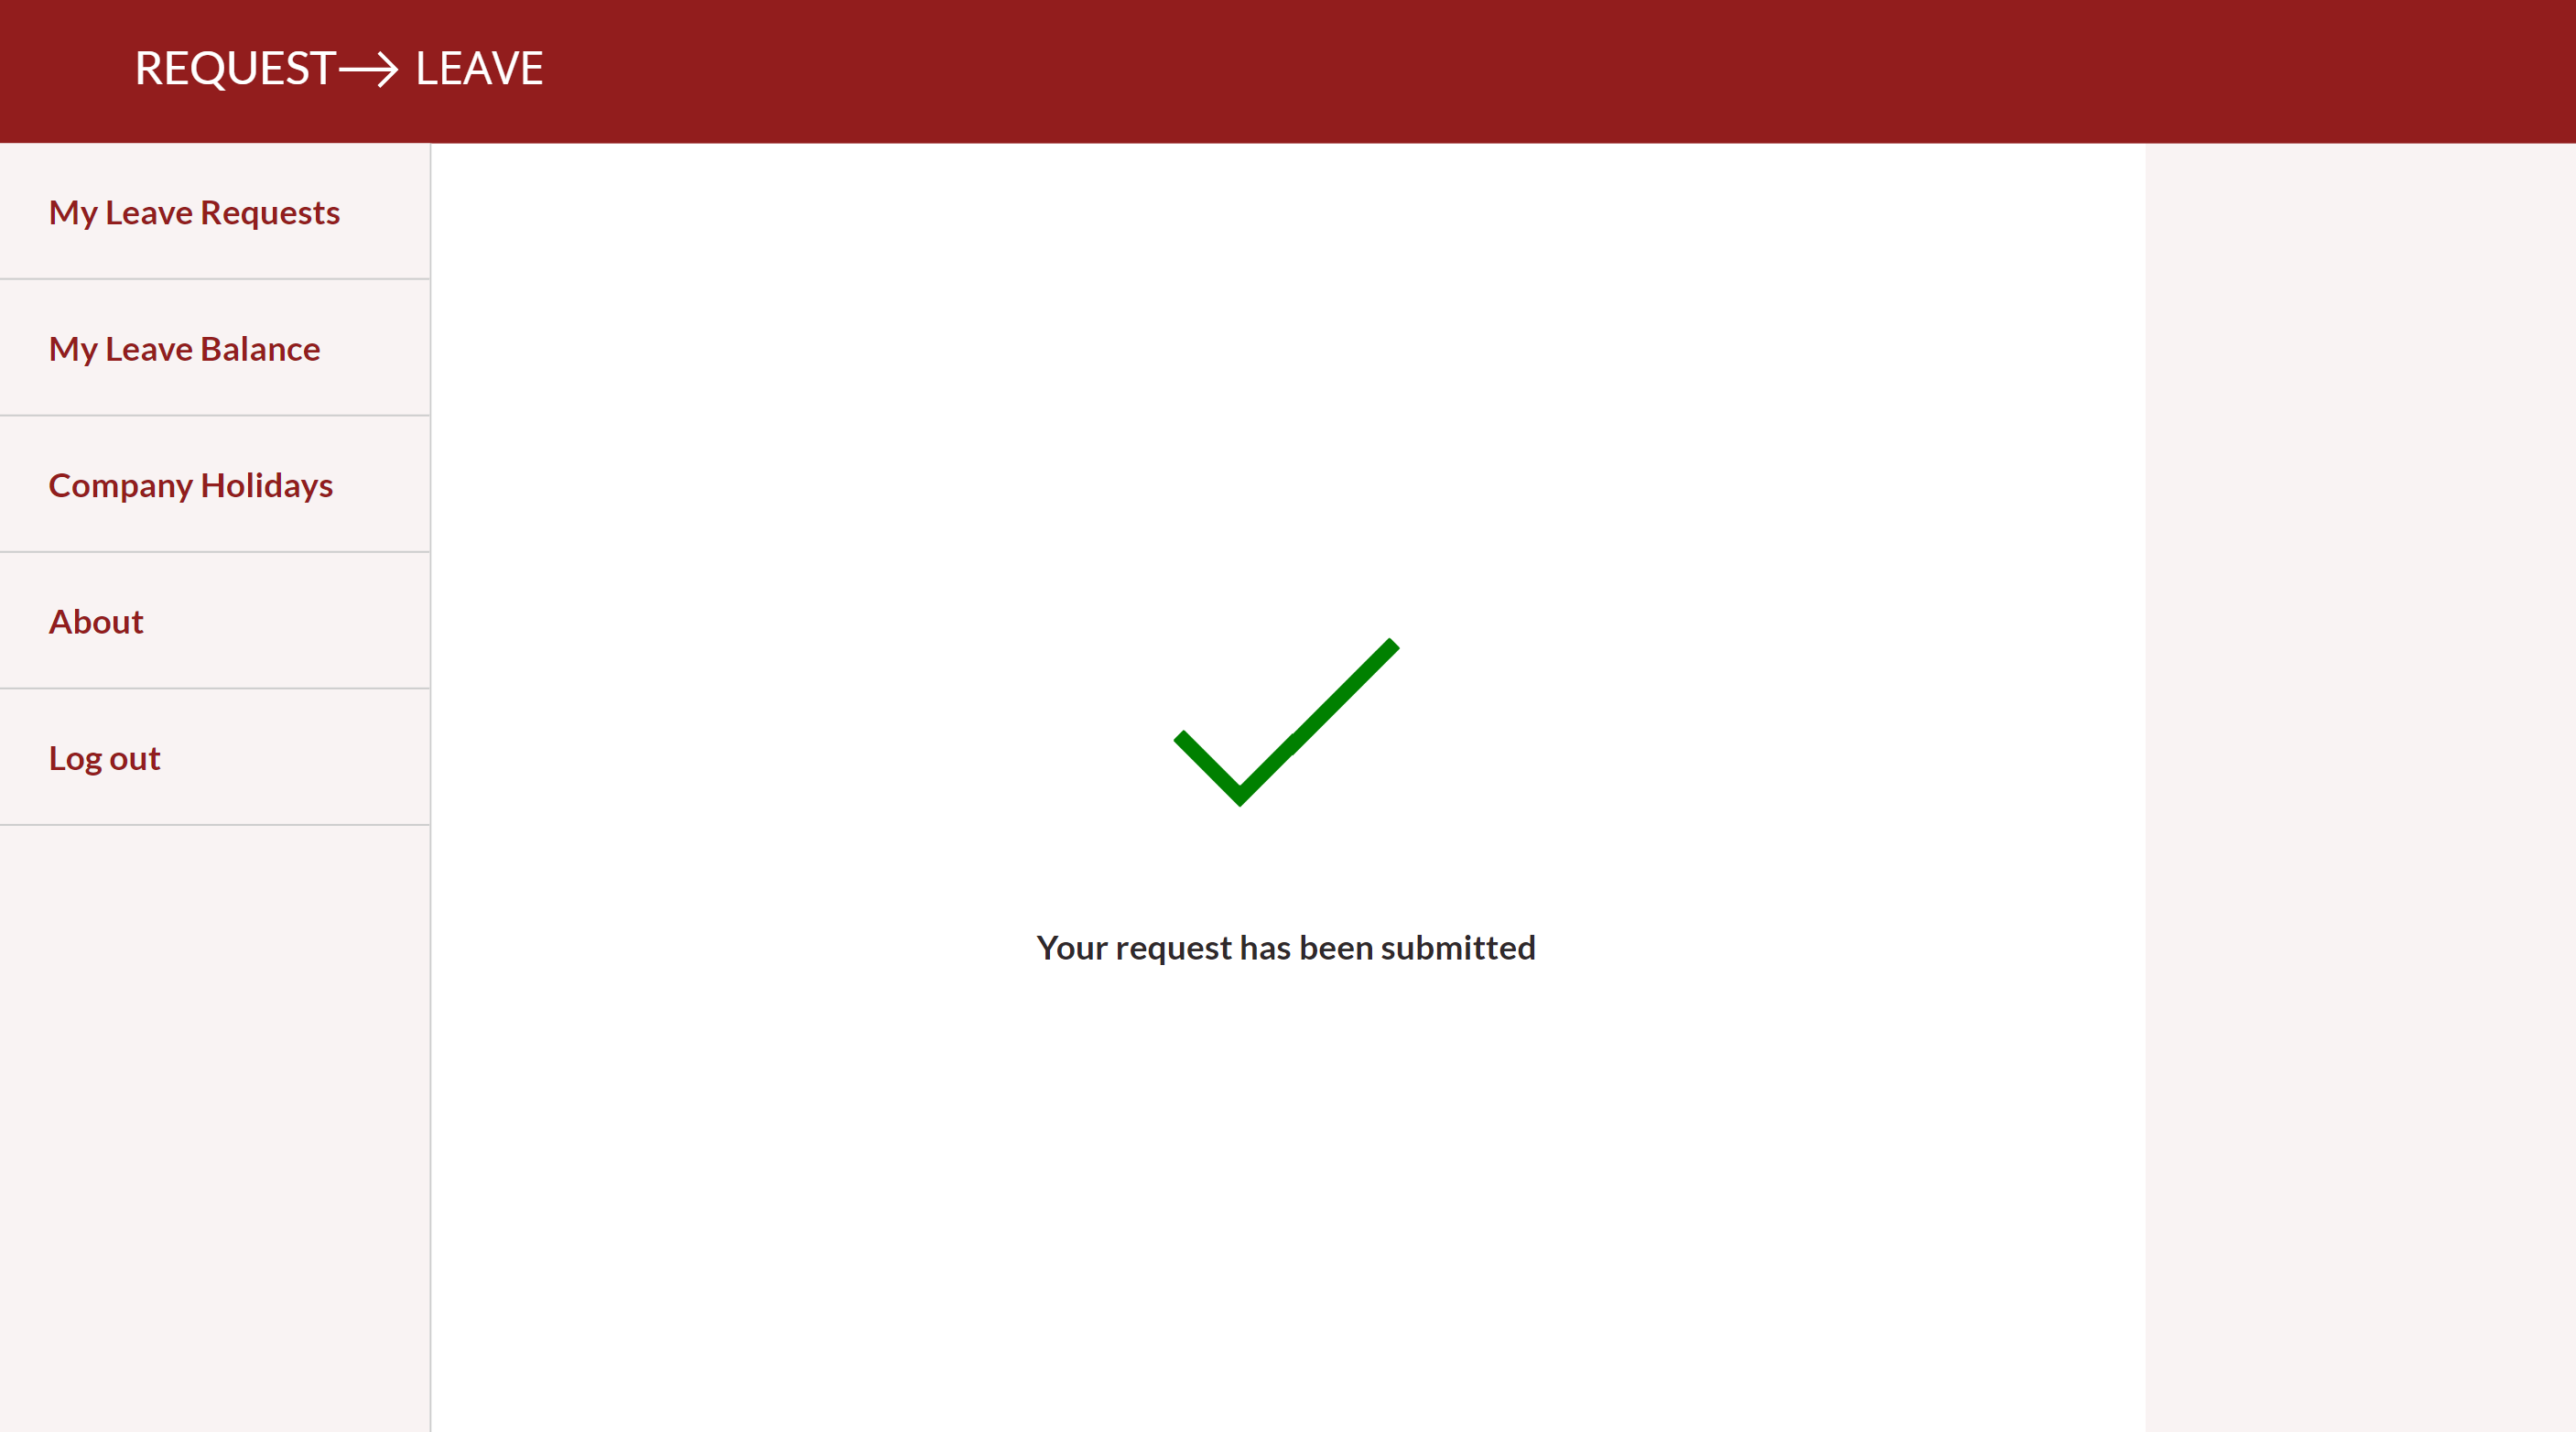 REQUEST→ LEAVE
My Leave Requests
My Leave Balance
Company Holidays
About
Log out
Your request has been submitted